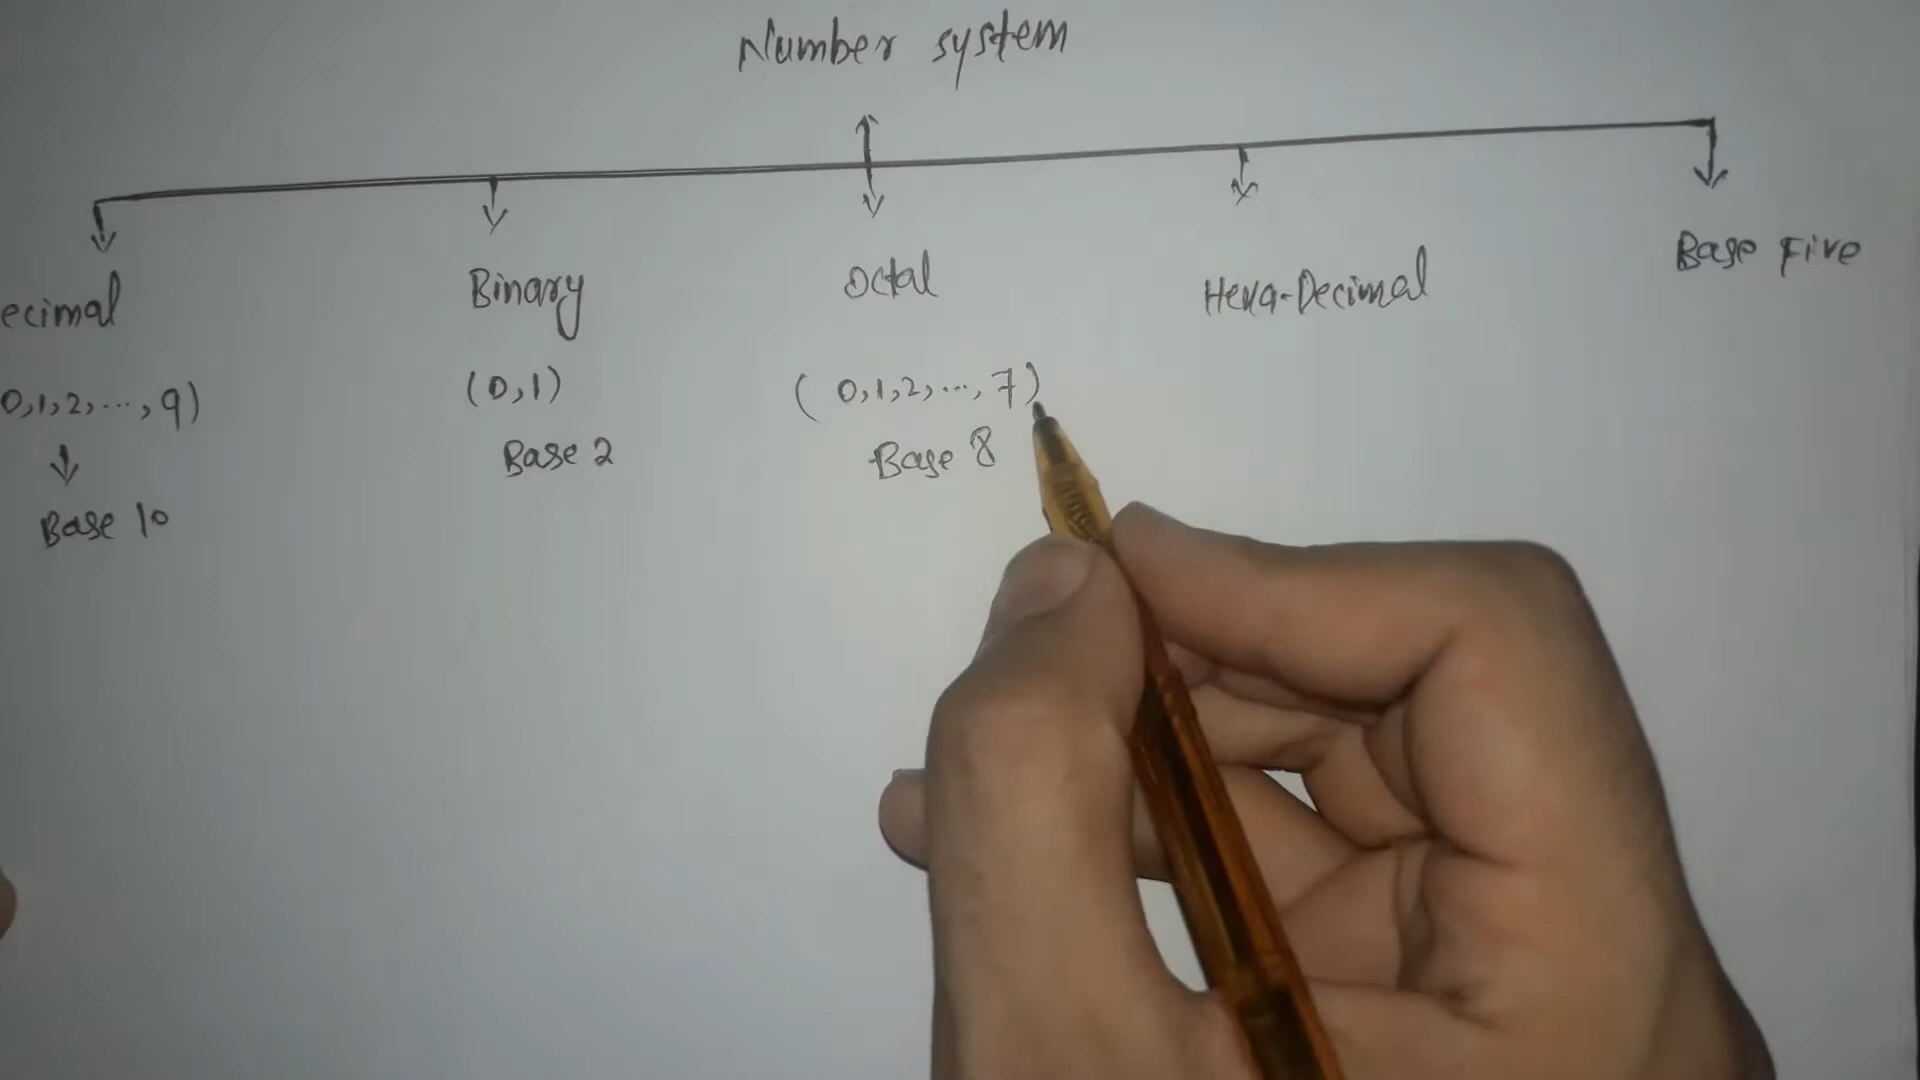 Number system
ecimal Binary Octal Hexa-Decimal Base Five
0,1,2,...,9) (0,1) ( 0,1,2,...,7)
Base 2 Base 8
Base 10